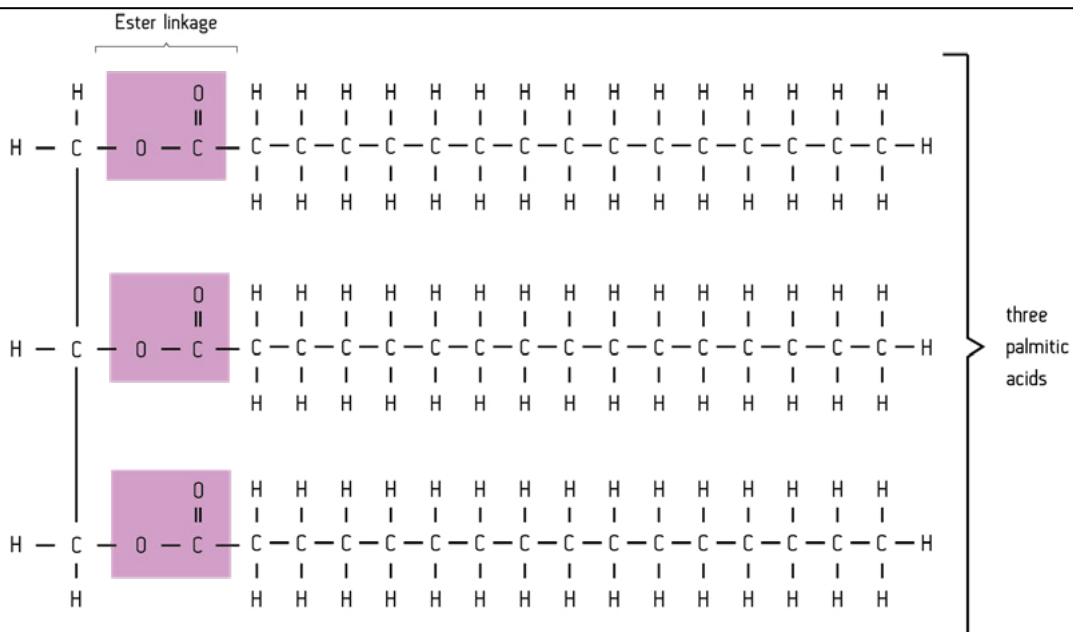 Ester linkage
H O H H H H H H H H H H H H H H H
H — C — O — C — C — C — C — C — C — C — C — C — C — C — C — C — C — C — C — H
H H H H H H H H H H H H H H H
O H H H H H H H H H H H H H H H
H — C — O — C — C — C — C — C — C — C — C — C — C — C — C — C — C — C — C — H
H H H H H H H H H H H H H H H
three
palmitic
acids
O H H H H H H H H H H H H H H H
H — C — O — C — C — C — C — C — C — C — C — C — C — C — C — C — C — C — C — H
H H H H H H H H H H H H H H H H